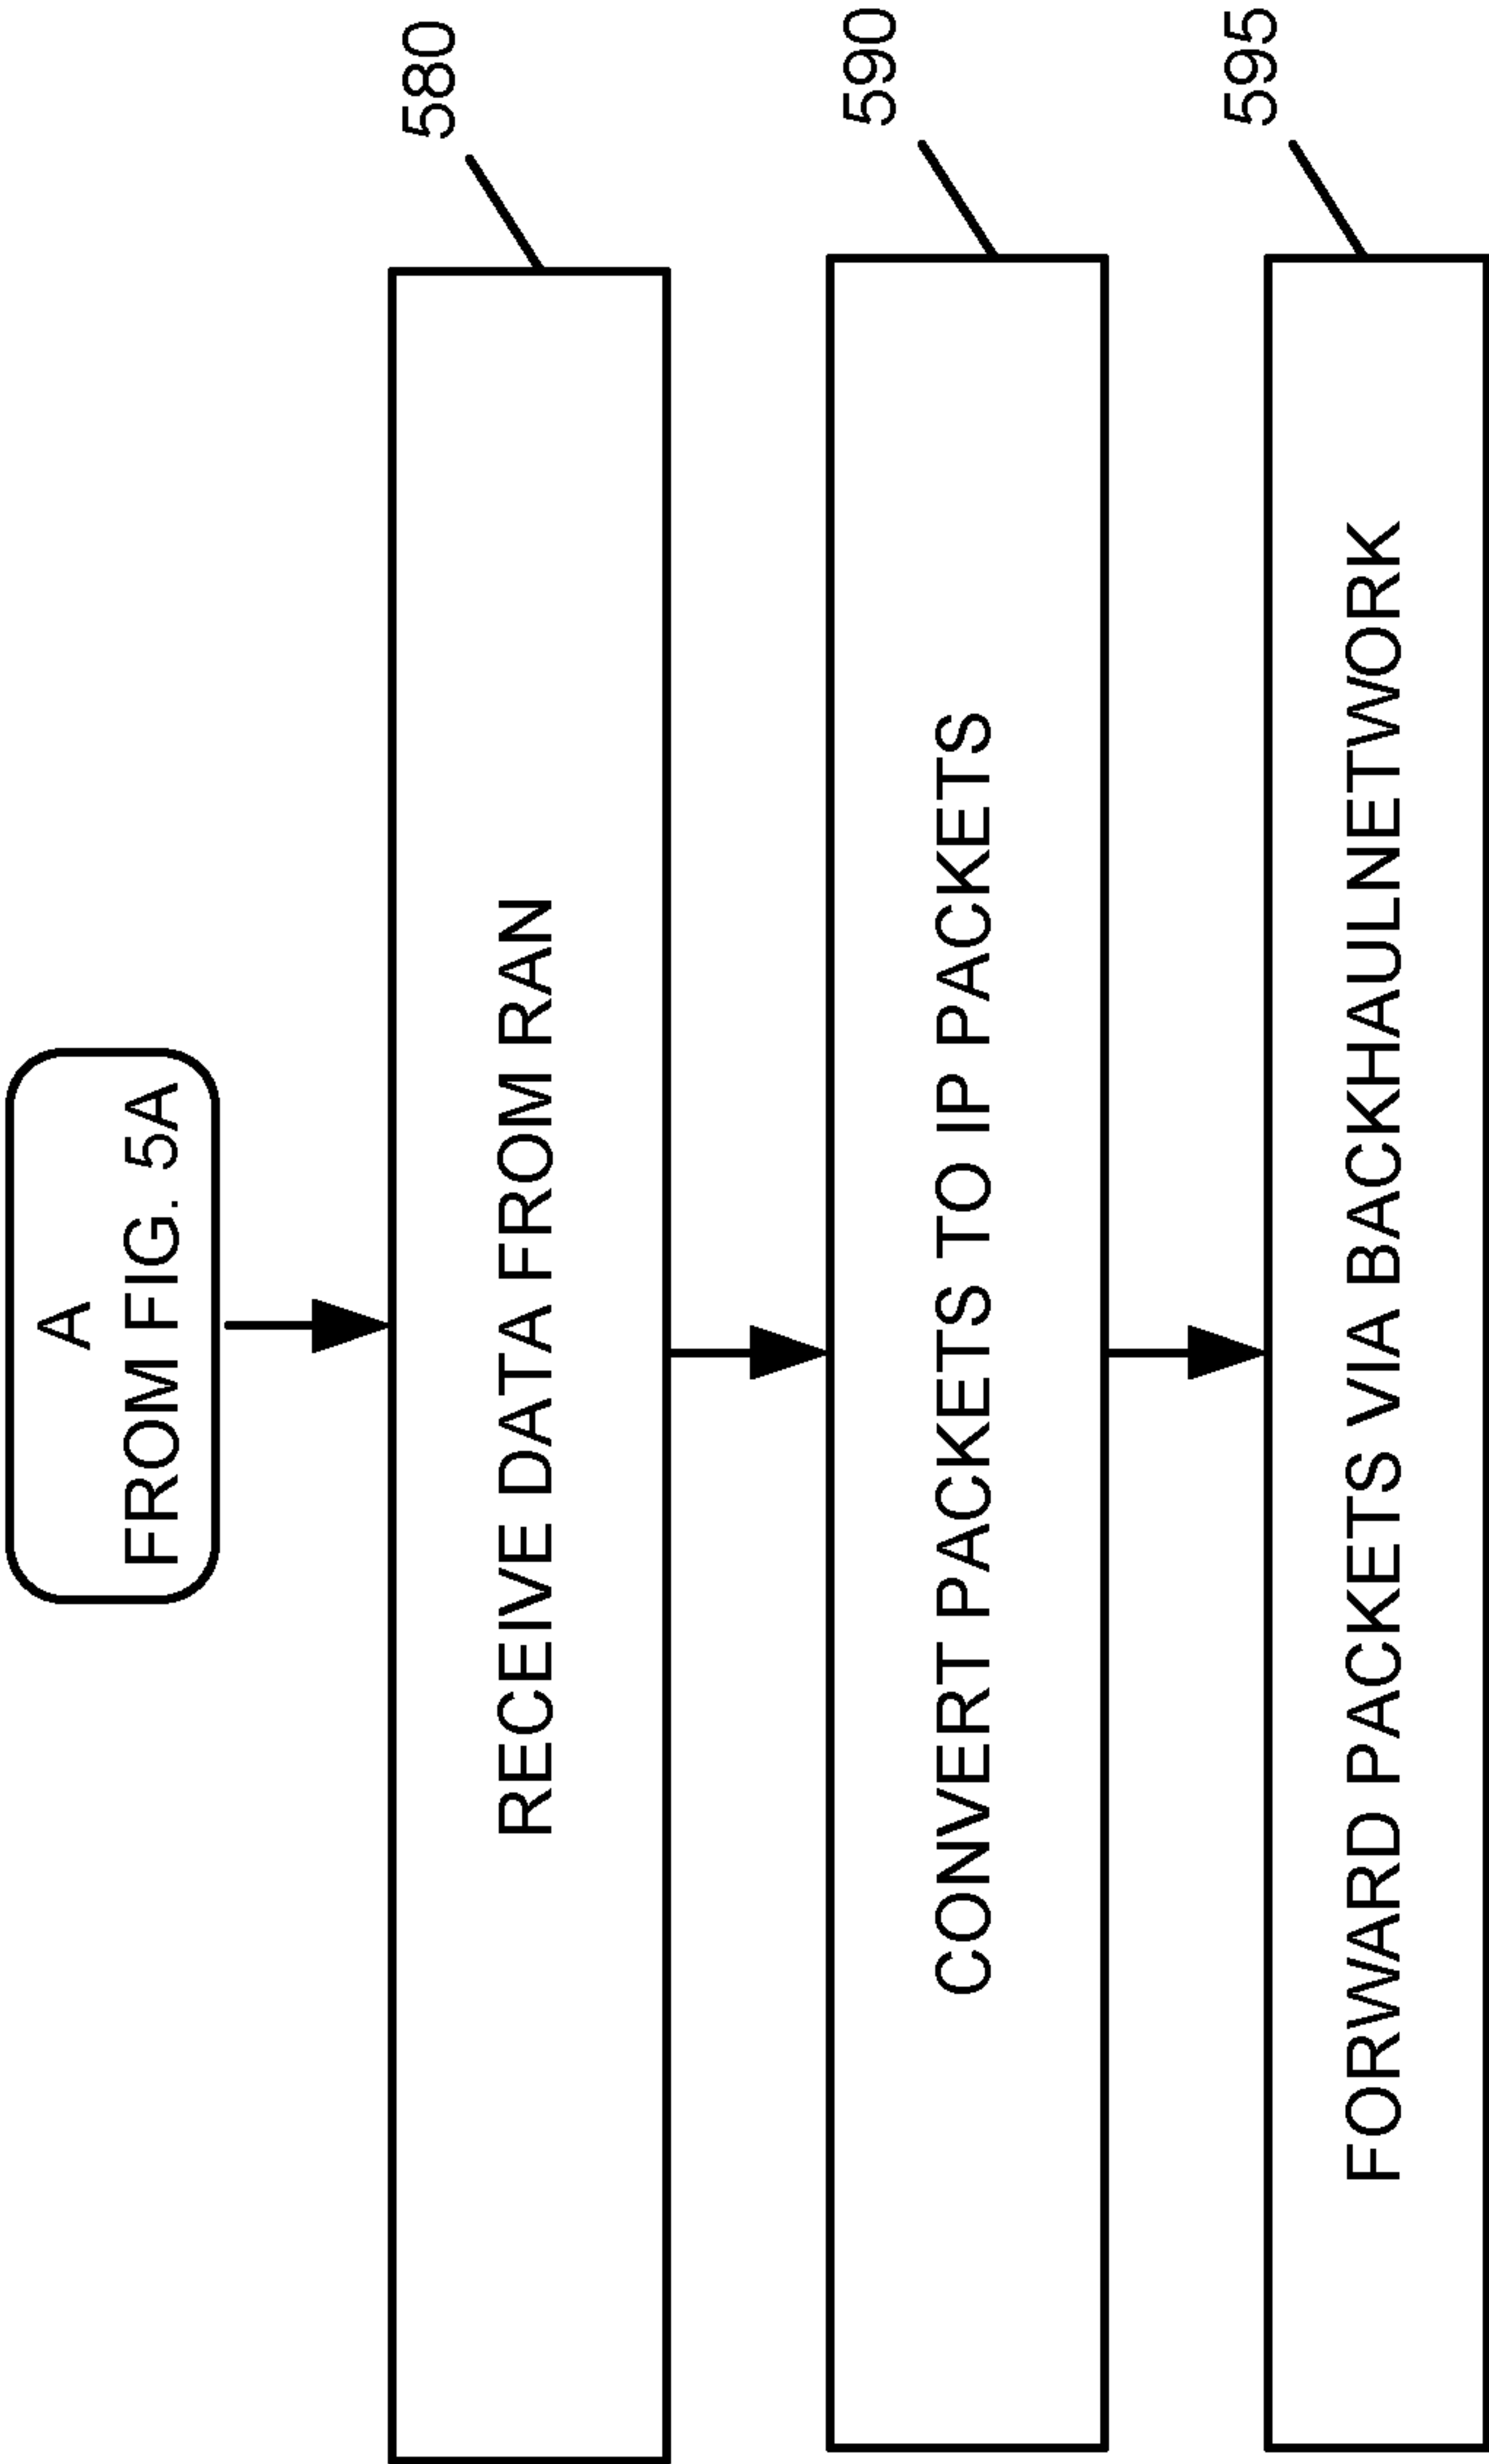 A
FROM FIG. 5A
580
RECEIVE DATA FROM RAN
590
CONVERT PACKETS TO IP PACKETS
595
FORWARD PACKETS VIA BACKHAULNETWORK